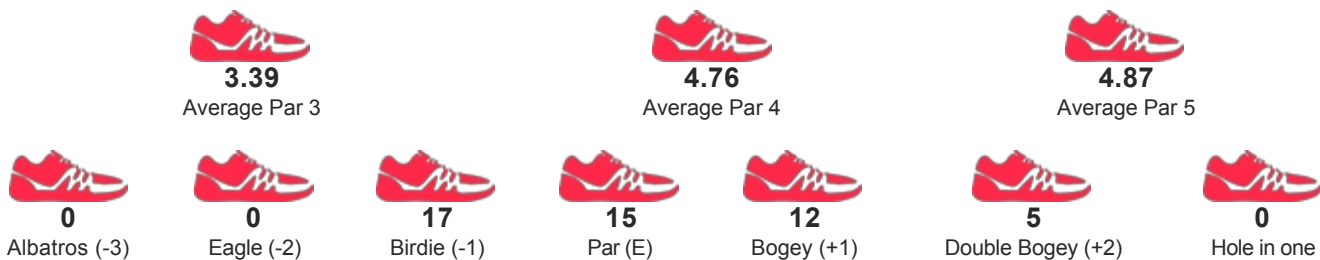 3.39 4.76 4.87
Average Par 3 Average Par 4 Average Par 5
0 0 17 15 12 5 0
Albatros (-3) Eagle (-2) Birdie (-1) Par (E) Bogey (+1) Double Bogey (+2) Hole in one